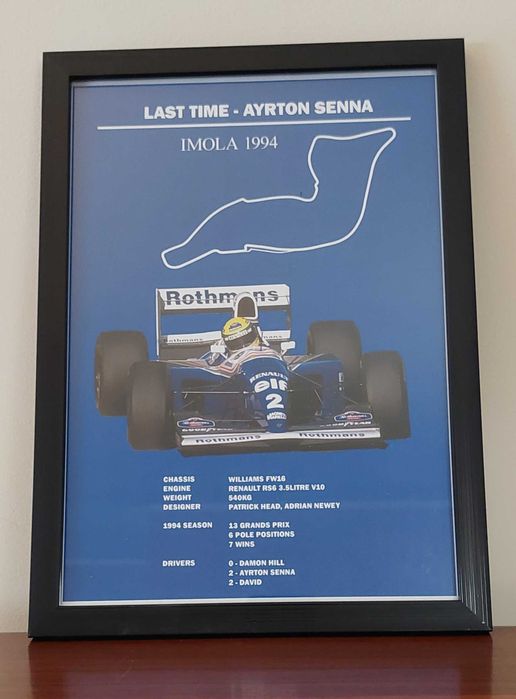 LAST TIME - AYRTON SENNA
IMOLA 1994
Rothmans
Rothmans
RENAULT
elf
2
Rothmans Rothmans
CHASSIS WILLIAMS FW16
ENGINE RENAULT RS6 3.5LITRE V10
WEIGHT 540KG
DESIGNER PATRICK HEAD, ADRIAN NEWEY
1994 SEASON 13 GRANDS PRIX
6 POLE POSITIONS
7 WINS
DRIVERS 0 - DAMON HILL
2 - AYRTON SENNA
2 - DAVID